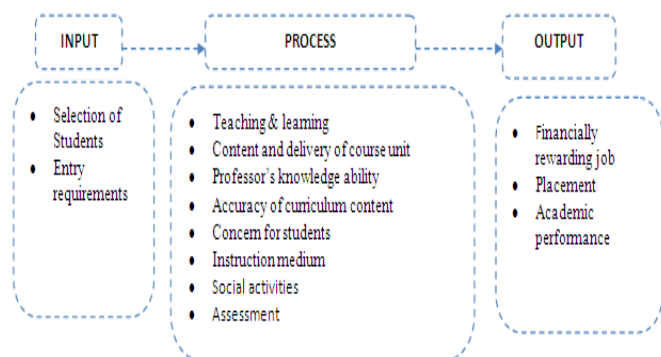 INPUT
PROCESS
OUTPUT
• Selection of
Students
• Entry
requirements
• Teaching & learning
• Content and delivery of course unit
• Professor's knowledge ability
• Accuracy of curriculum content
• Concern for students
• Instruction medium
• Social activities
• Assessment
• Financially
rewarding job
• Placement
• Academic
performance